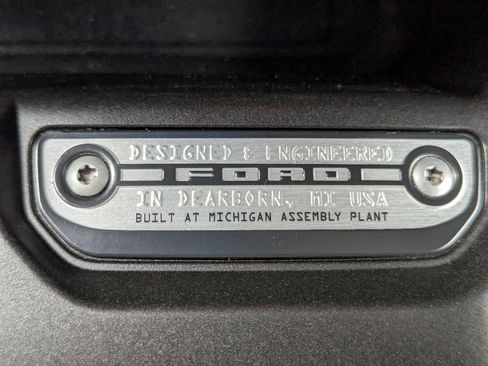 DESIGNED & ENGINEERED
FORD
IN DEARBORN, MI USA
BUILT AT MICHIGAN ASSEMBLY PLANT